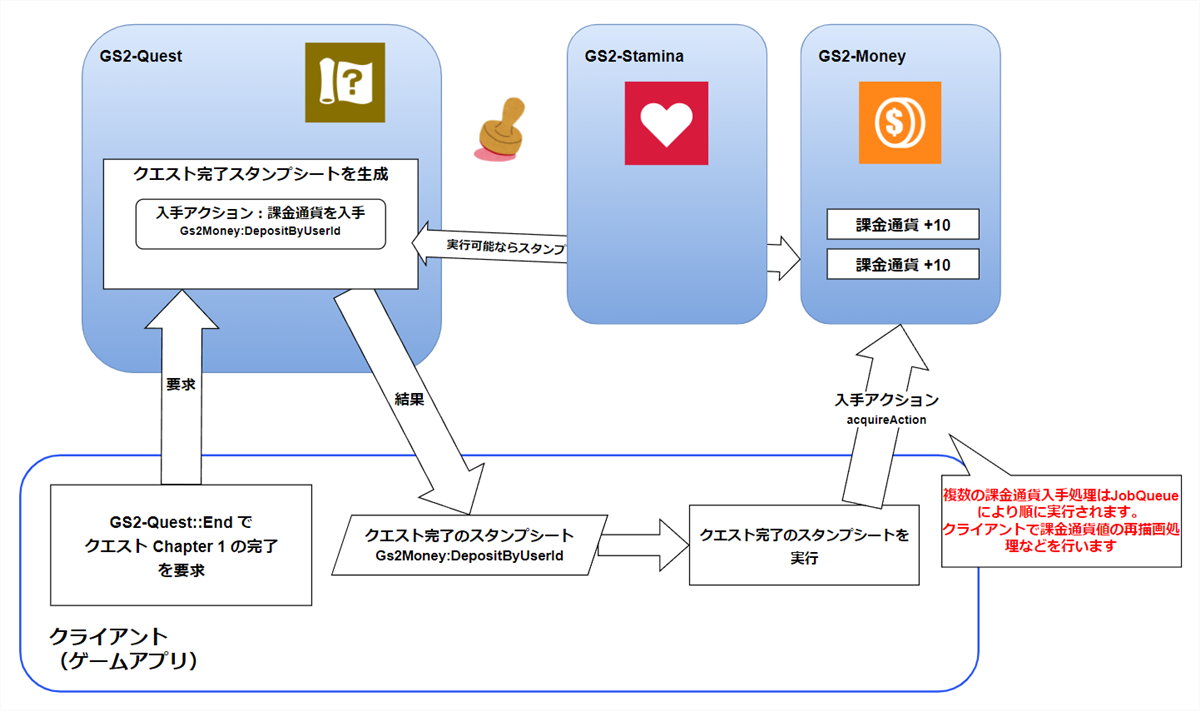 GS2-Quest
クエスト完了スタンプシートを生成
入手アクション：課金通貨を入手
Gs2Money:DepositByUserId
GS2-Stamina
GS2-Money
課金通貨 +10
課金通貨 +10
実行可能ならスタンプ
要求
結果
入手アクション
acquireAction
GS2-Quest::End で
クエスト Chapter 1 の完了
を要求
クエスト完了のスタンプシート
Gs2Money:DepositByUserId
クエスト完了のスタンプシートを
実行
複数の課金通貨入手処理はJobQueue
により順に実行されます。
クライアントで課金通貨値の再描画処
理などを行います
クライアント
（ゲームアプリ）